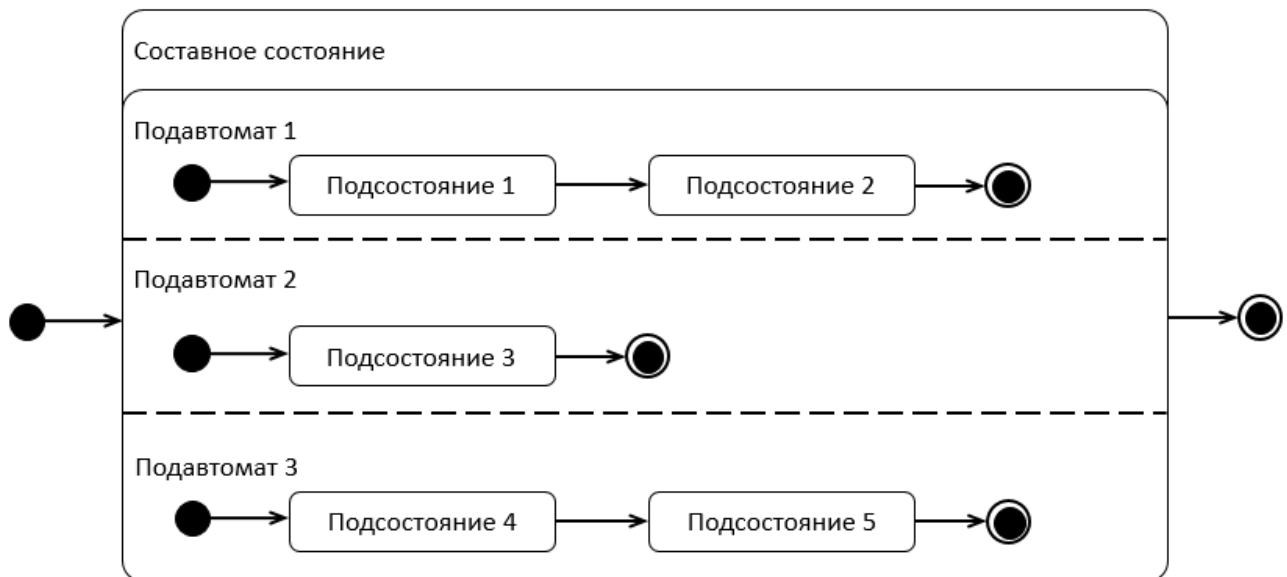 Составное состояние
Подавтомат 1
Подсостояние 1
Подсостояние 2
Подавтомат 2
Подсостояние 3
Подавтомат 3
Подсостояние 4
Подсостояние 5